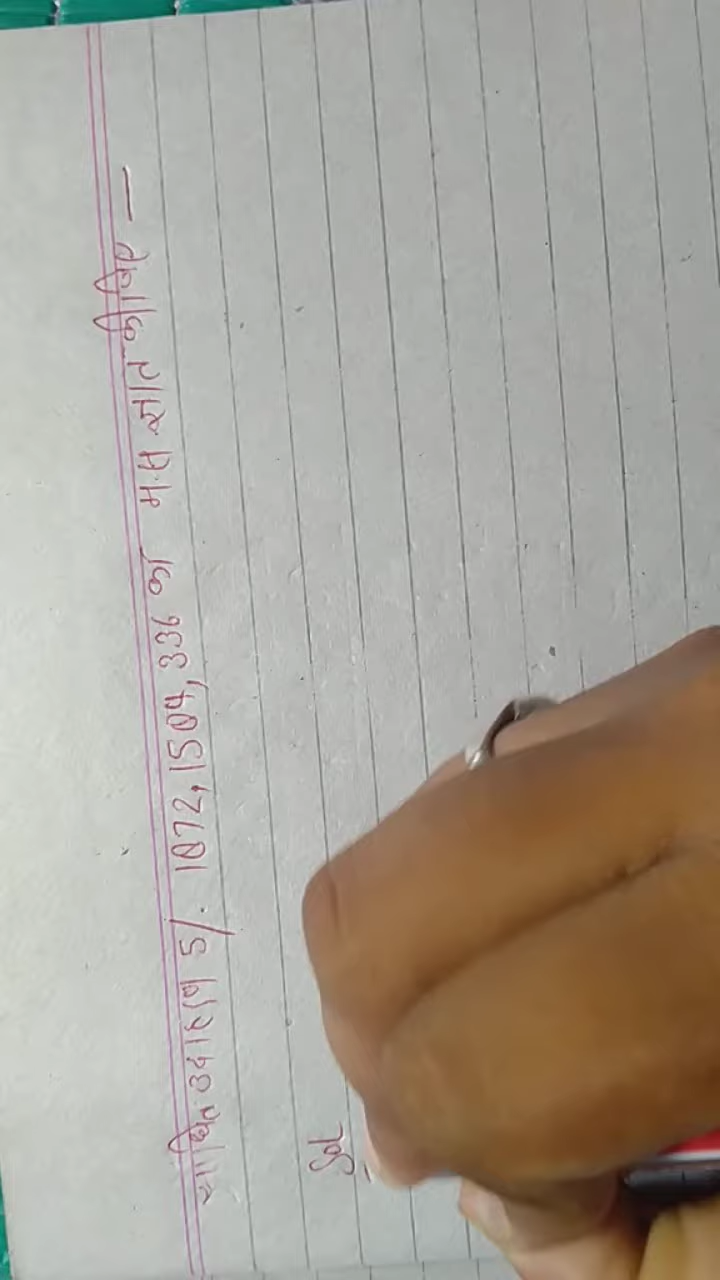 साधित उदाहरण 5/. 1072, 1504, 336 का म.स ज्ञात कीजिए —
Sol